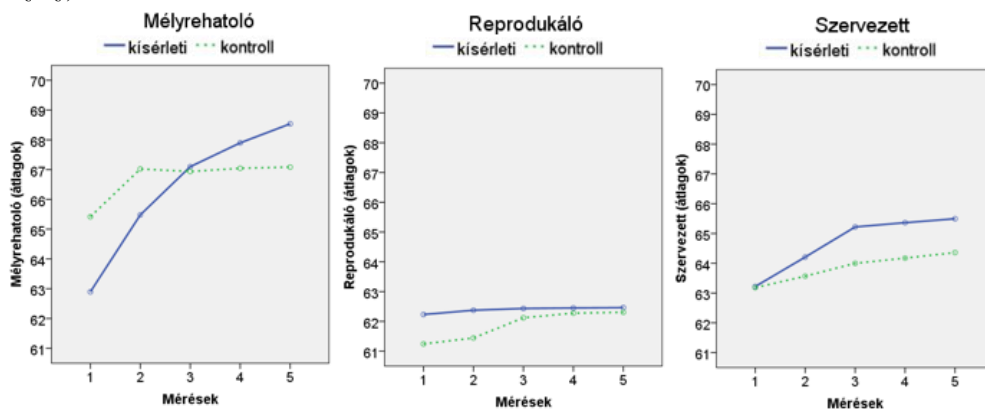 Mélyrehatoló
kísérleti kontroll
Mélyrehatoló (átlagok)
70
69
68
67
66
65
64
63
62
61
1 2 3 4 5
Mérések
Reprodukáló
kísérleti kontroll
Reprodukáló (átlagok)
70
69
68
67
66
65
64
63
62
61
1 2 3 4 5
Mérések
Szervezett
kísérleti kontroll
Szervezett (átlagok)
70
69
68
67
66
65
64
63
62
61
1 2 3 4 5
Mérések